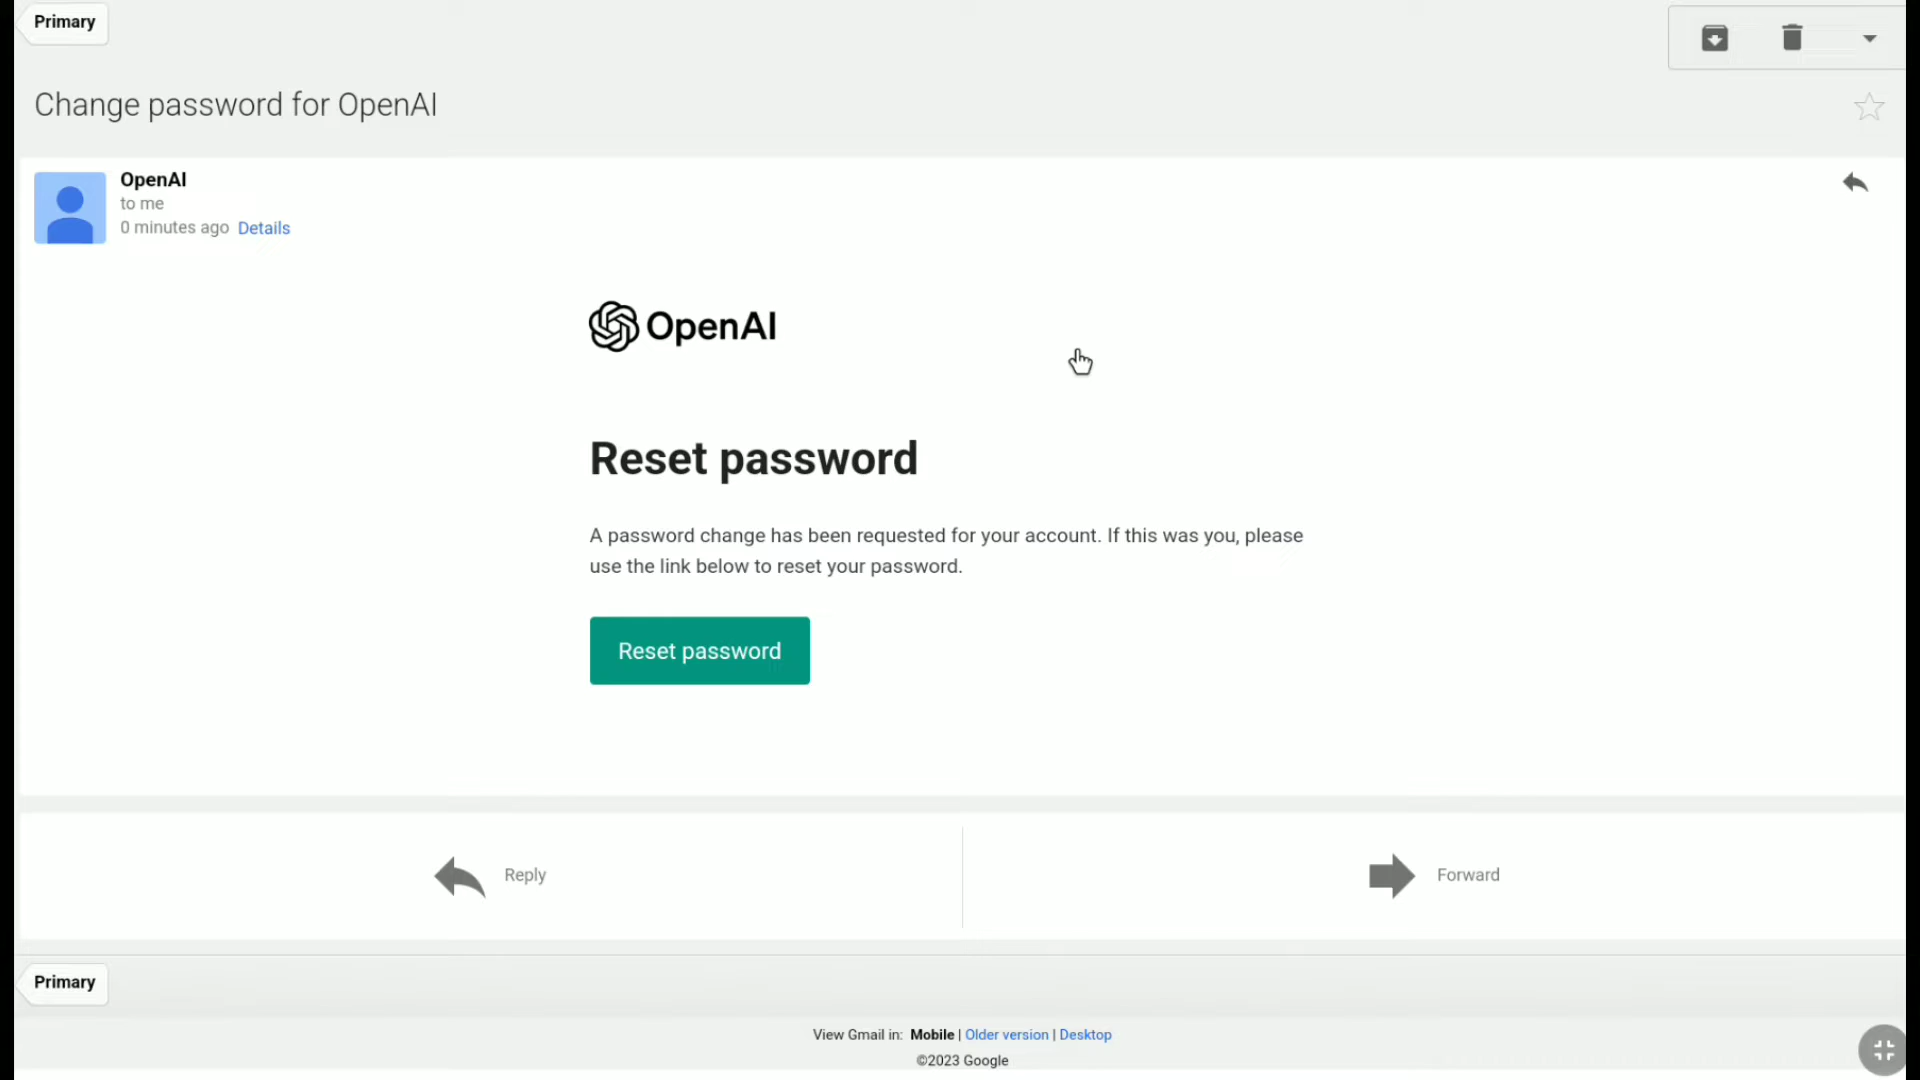 Primary
Change password for OpenAI
OpenAI
to me
0 minutes ago Details
OpenAI
Reset password
A password change has been requested for your account. If this was you, please
use the link below to reset your password.
Reset password
Reply
Forward
Primary
View Gmail in: Mobile | Older version | Desktop
©2023 Google